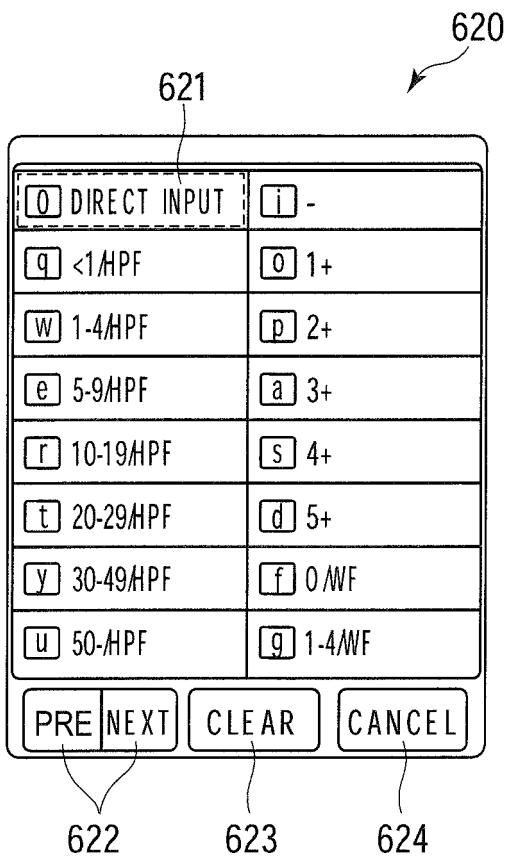 620
621
0 DIRECT INPUT
i -
q <1/HPF
o 1+
w 1-4/HPF
p 2+
e 5-9/HPF
a 3+
r 10-19/HPF
s 4+
t 20-29/HPF
d 5+
y 30-49/HPF
f 0/WF
u 50-/HPF
g 1-4/WF
PRE NEXT CLEAR CANCEL
622 623 624